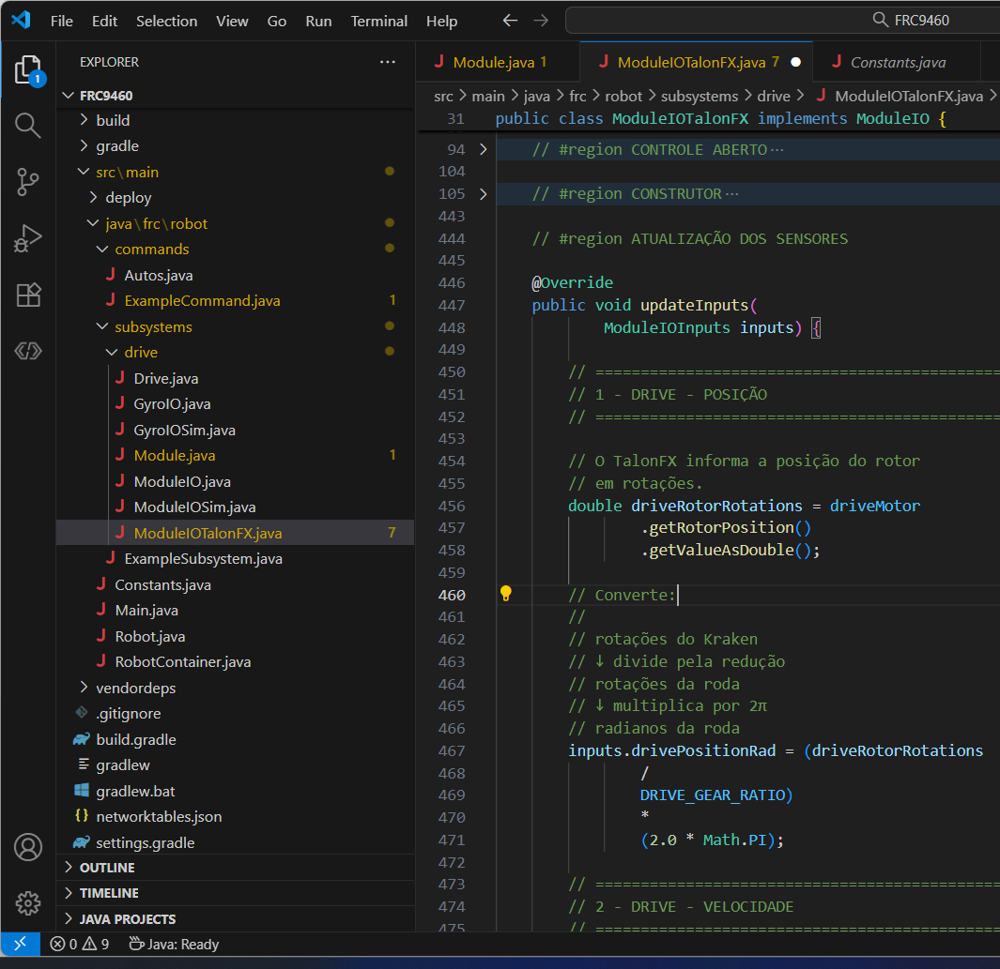 File Edit Selection View Go Run Terminal Help FRC9460
EXPLORER ···
FRC9460
build
gradle
src\main
deploy
java\frc\robot
commands
Autos.java
ExampleCommand.java 1
subsystems
drive
Drive.java
GyroIO.java
GyroIOSim.java
Module.java 1
ModuleIO.java
ModuleIOSim.java
ModuleIOTalonFX.java 7
ExampleSubsystem.java
Constants.java
Main.java
Robot.java
RobotContainer.java
vendordeps
.gitignore
build.gradle
gradlew
gradlew.bat
networktables.json
settings.gradle
OUTLINE
TIMELINE
JAVA PROJECTS
1
Module.java 1 ModuleIOTalonFX.java 7 Constants.java
src > main > java > frc > robot > subsystems > drive > ModuleIOTalonFX.java >
31 public class ModuleIOTalonFX implements ModuleIO {
94 // #region CONTROLE ABERTO···
104
105 // #region CONSTRUTOR···
443
444 // #region ATUALIZAÇÃO DOS SENSORES
445
446 @Override
447 public void updateInputs(
448 ModuleIOInputs inputs) {
449
450 // =============================================
451 // 1 - DRIVE - POSIÇÃO
452 // =============================================
453
454 // O TalonFX informa a posição do rotor
455 // em rotações.
456 double driveRotorRotations = driveMotor
457 .getRotorPosition()
458 .getValueAsDouble();
459
460 // Converte:
461 //
462 // rotações do Kraken
463 // ↓ divide pela redução
464 // rotações da roda
465 // ↓ multiplica por 2π
466 // radianos da roda
467 inputs.drivePositionRad = (driveRotorRotations
468 /
469 DRIVE_GEAR_RATIO)
470 *
471 (2.0 * Math.PI);
472
473 // =============================================
474 // 2 - DRIVE - VELOCIDADE
475 // =============================================
0 9 Java: Ready